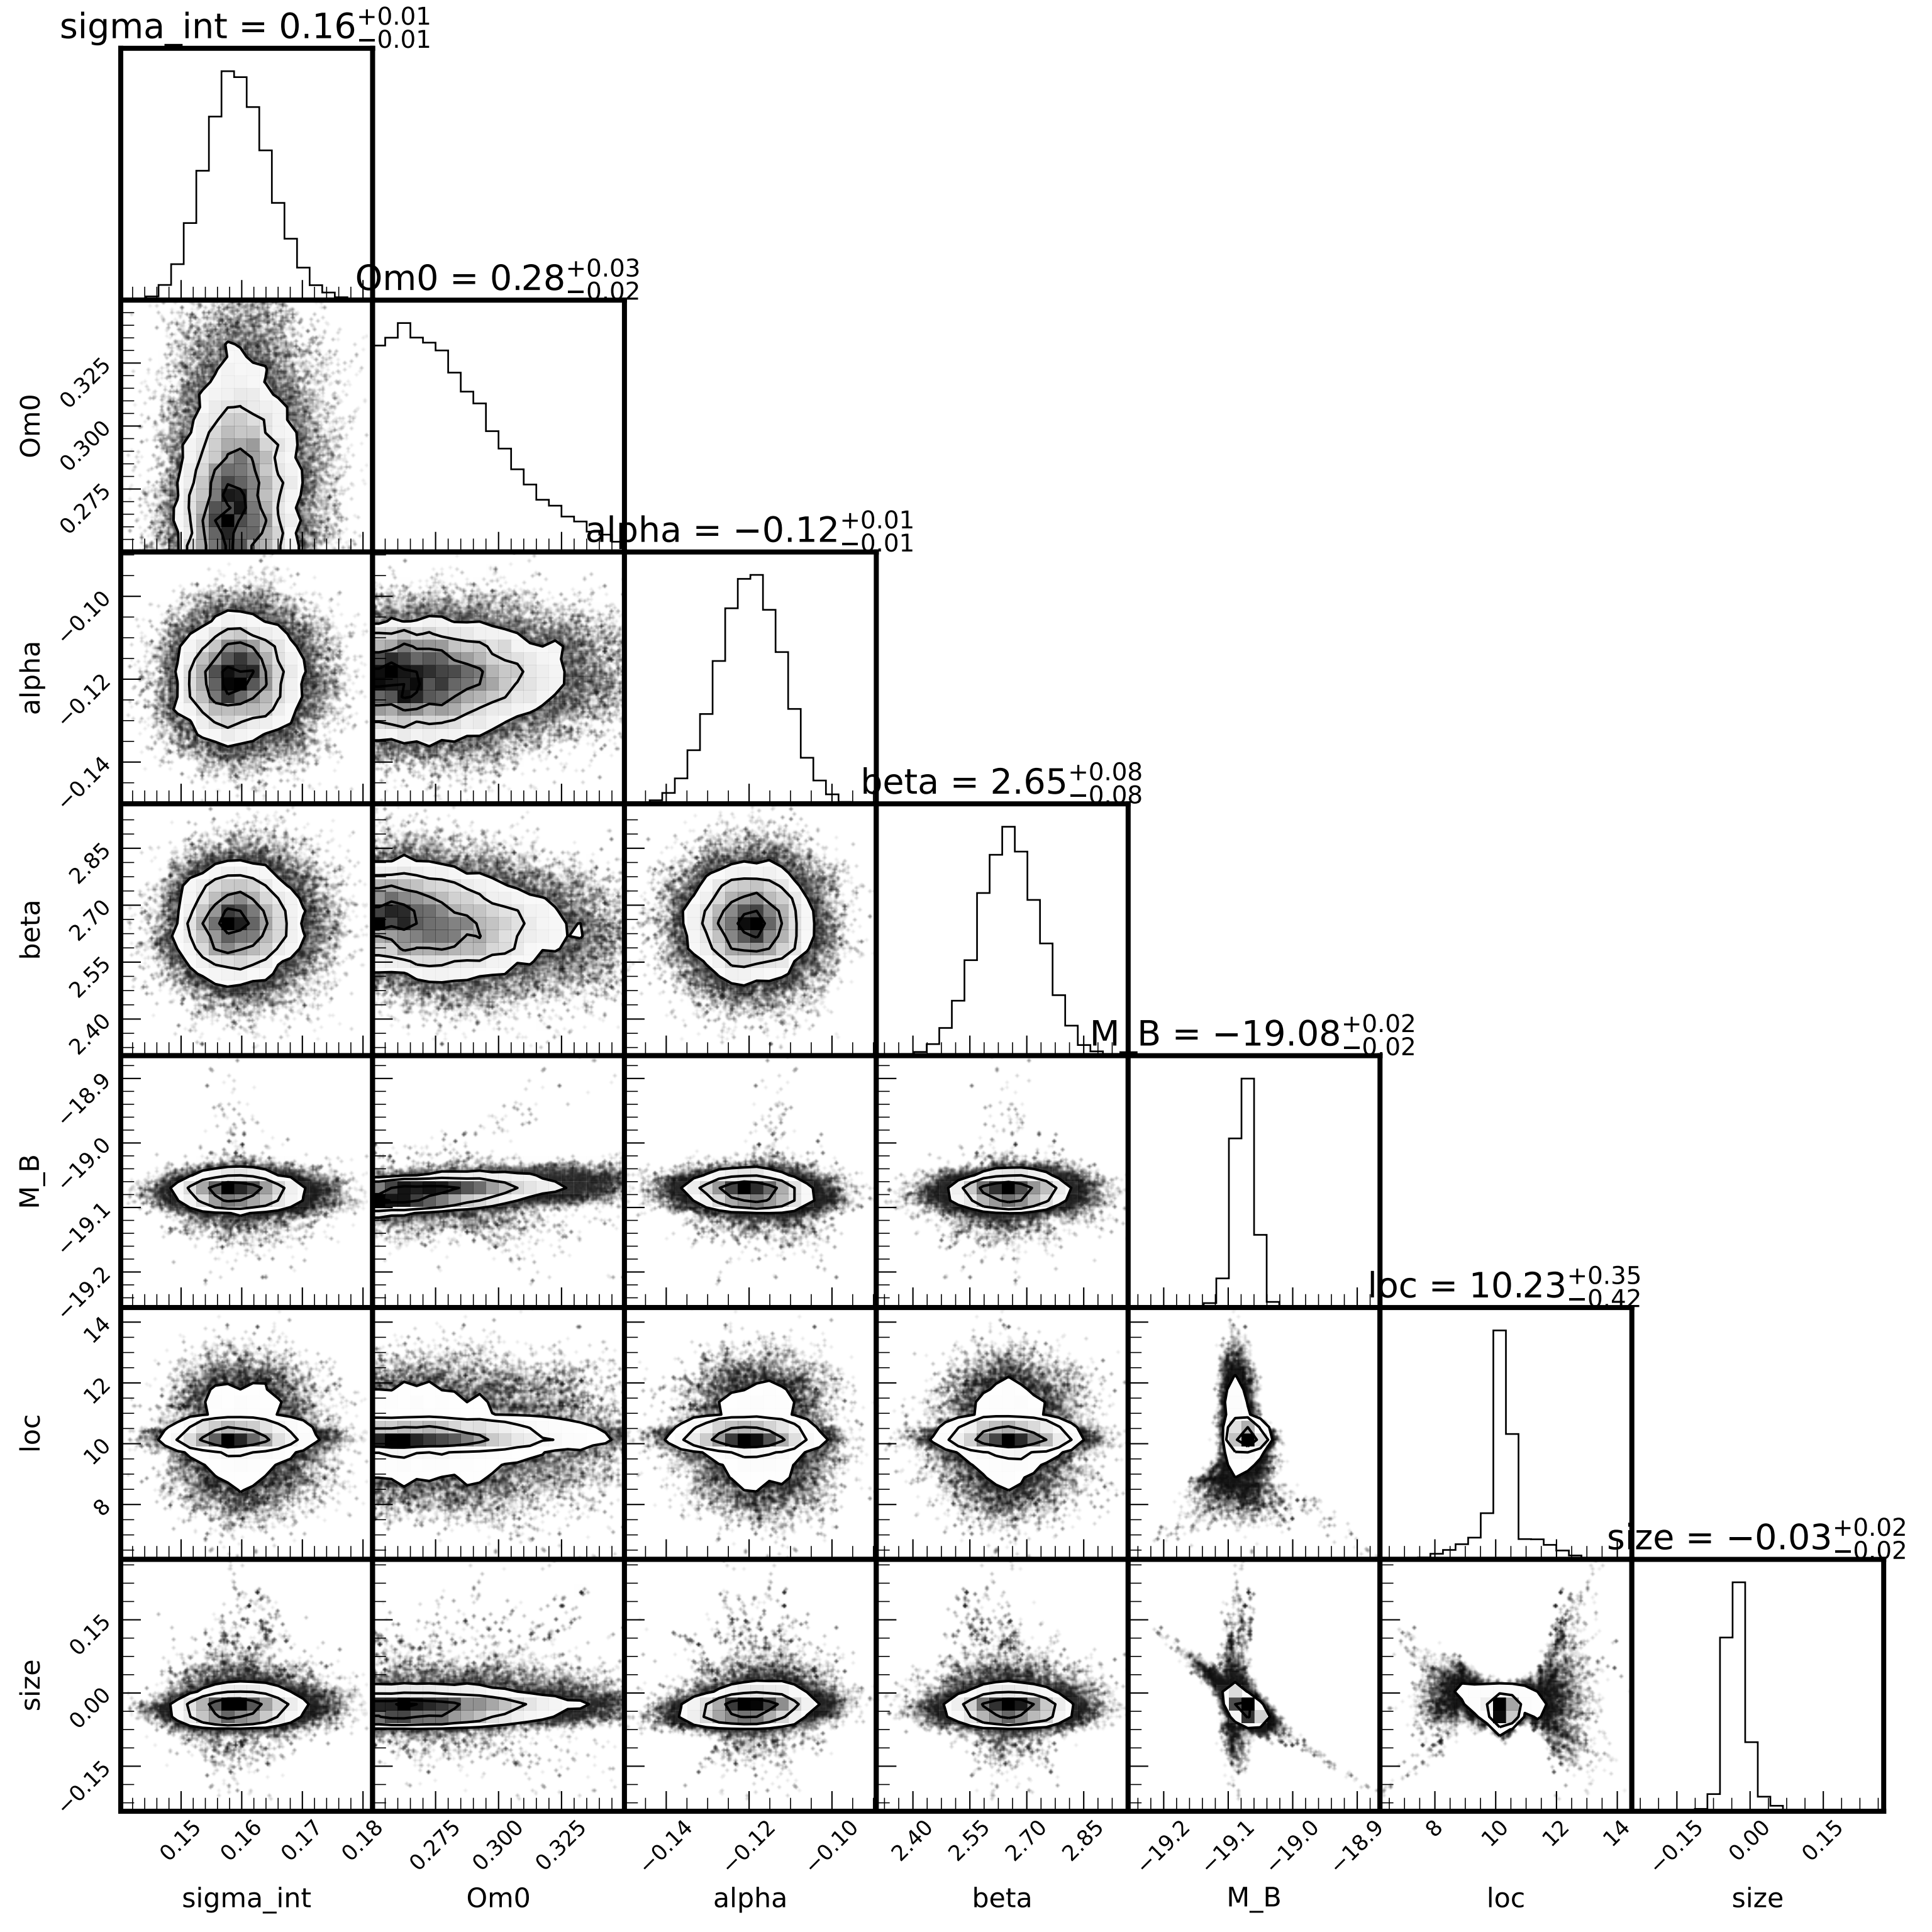 sigma_int = 0.16+0.01−0.01
Om0 = 0.28+0.03−0.02
0.325
0.300
0.275
Om0
alpha = −0.12+0.01−0.01
−0.10
−0.12
−0.14
alpha
beta = 2.65+0.08−0.08
2.85
2.70
2.55
2.40
beta
M_B = −19.08+0.02−0.02
−18.9
−19.0
−19.1
−19.2
M_B
loc = 10.23+0.35−0.42
14
12
10
8
loc
size = −0.03+0.02−0.02
0.15
0.00
−0.15
size
0.15 0.16 0.17 0.18 0.275 0.300 0.325 −0.14 −0.12 −0.10 2.40 2.55 2.70 2.85 −19.2 −19.1 −19.0 −18.9 8 10 12 14 −0.15 0.00 0.15
sigma_int Om0 alpha beta M_B loc size